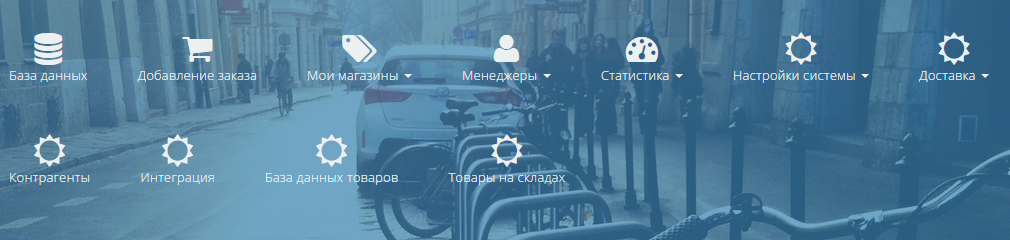 База данных Добавление заказа Мои магазины Менеджеры Статистика Настройки системы Доставка
Контрагенты Интеграция База данных товаров Товары на складах